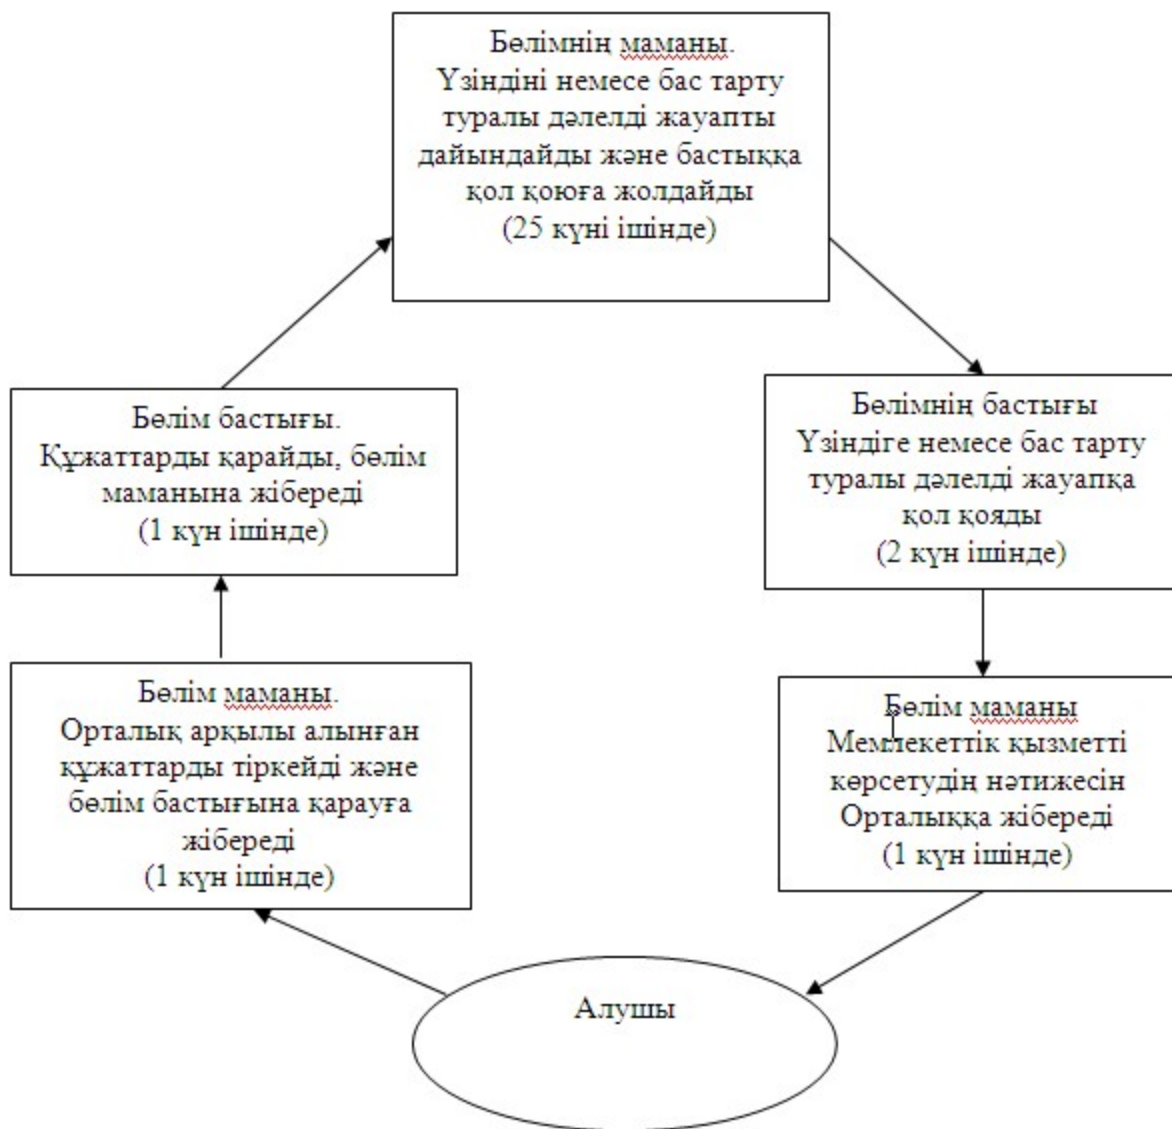 Бөлімнің маманы.
Үзіндіні немесе бас тарту
туралы дәлелді жауапты
дайындайды және бастыққа
қол қоюға жолдайды
(25 күні ішінде)
Бөлім бастығы.
Құжаттарды қарайды, бөлім
маманына жібереді
(1 күн ішінде)
Бөлімнің бастығы
Үзіндіге немесе бас тарту
туралы дәлелді жауапқа
қол қояды
(2 күн ішінде)
Бөлім маманы.
Орталық арқылы алынған
құжаттарды тіркейді және
бөлім бастығына қарауға
жібереді
(1 күн ішінде)
Бөлім маманы
Мемлекеттік қызметті
көрсетудің нәтижесін
Орталыққа жібереді
(1 күн ішінде)
Алушы